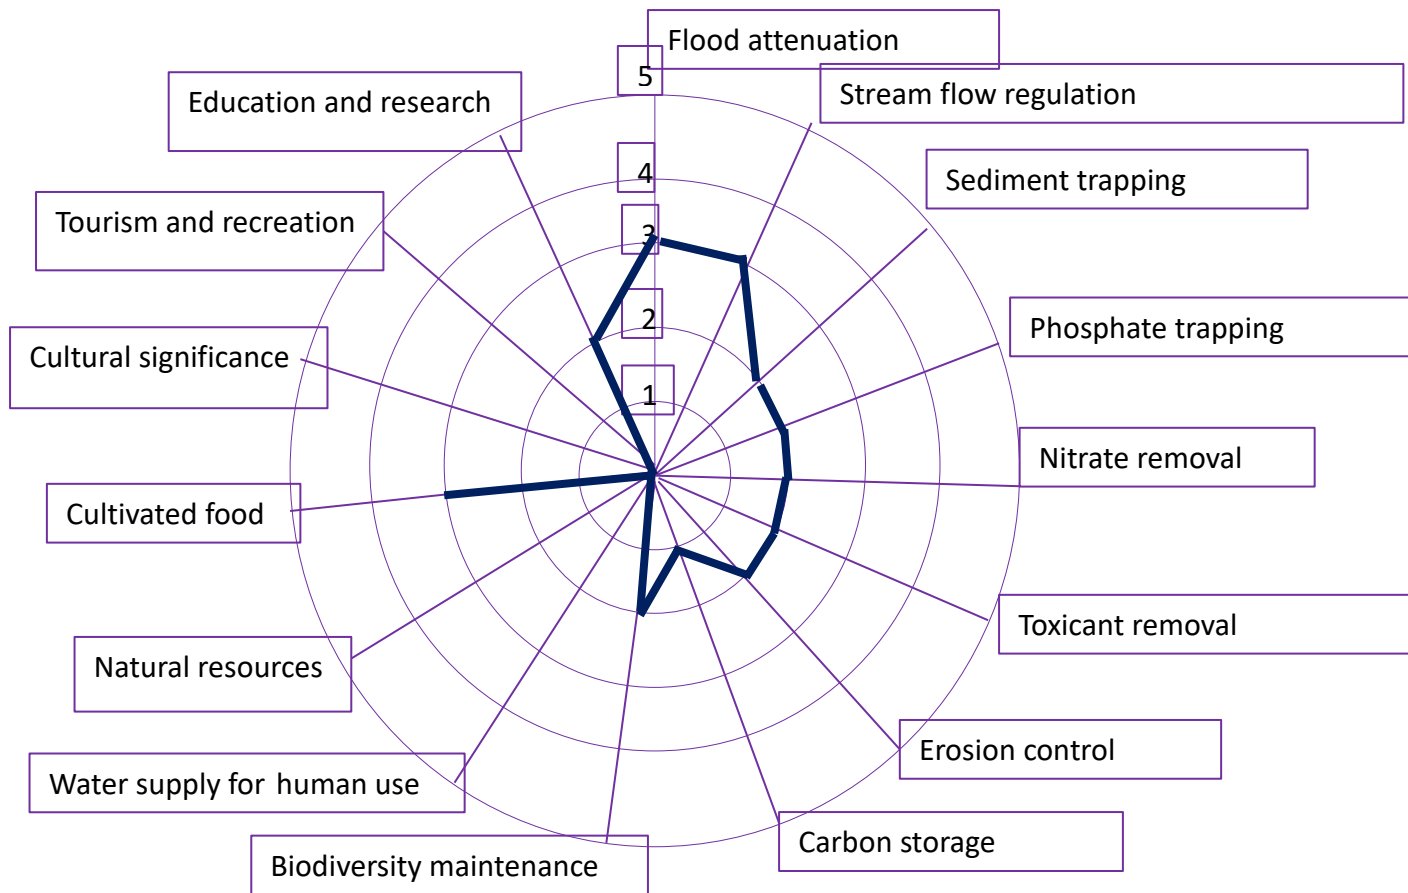 Flood attenuation
5
Stream flow regulation
Education and research
4
Sediment trapping
Tourism and recreation
3
2
Phosphate trapping
Cultural significance
1
Nitrate removal
Cultivated food
Toxicant removal
Natural resources
Erosion control
Water supply for human use
Carbon storage
Biodiversity maintenance